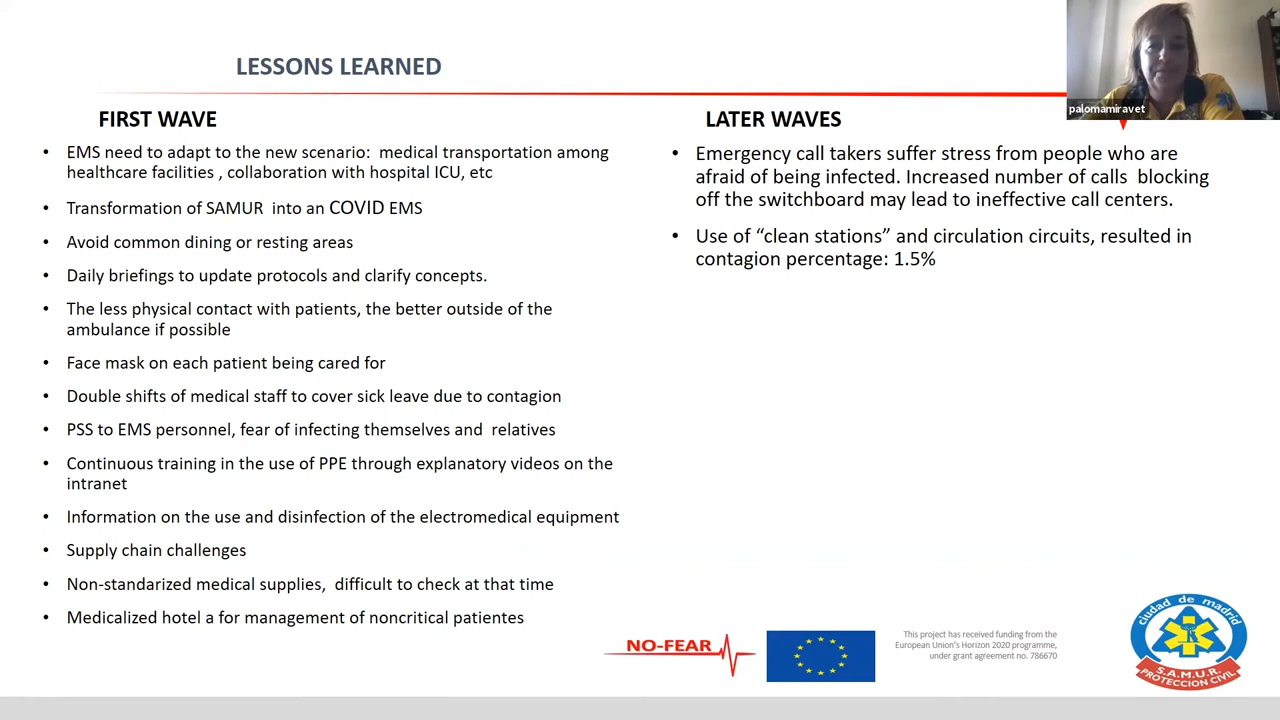 LESSONS LEARNED
palomamiravet
FIRST WAVE
• EMS need to adapt to the new scenario: medical transportation among
healthcare facilities , collaboration with hospital ICU, etc
• Transformation of SAMUR into an COVID EMS
• Avoid common dining or resting areas
• Daily briefings to update protocols and clarify concepts.
• The less physical contact with patients, the better outside of the
ambulance if possible
• Face mask on each patient being cared for
• Double shifts of medical staff to cover sick leave due to contagion
• PSS to EMS personnel, fear of infecting themselves and relatives
• Continuous training in the use of PPE through explanatory videos on the
intranet
• Information on the use and disinfection of the electromedical equipment
• Supply chain challenges
• Non-standarized medical supplies, difficult to check at that time
• Medicalized hotel a for management of noncritical patientes
LATER WAVES
• Emergency call takers suffer stress from people who are
afraid of being infected. Increased number of calls blocking
off the switchboard may lead to ineffective call centers.
• Use of “clean stations” and circulation circuits, resulted in
contagion percentage: 1.5%
NO-FEAR
This project has received funding from the
European Union's Horizon 2020 programme,
under grant agreement no. 786670
ciudad de madrid
S.A.M.U.R.
PROTECCION CIVIL